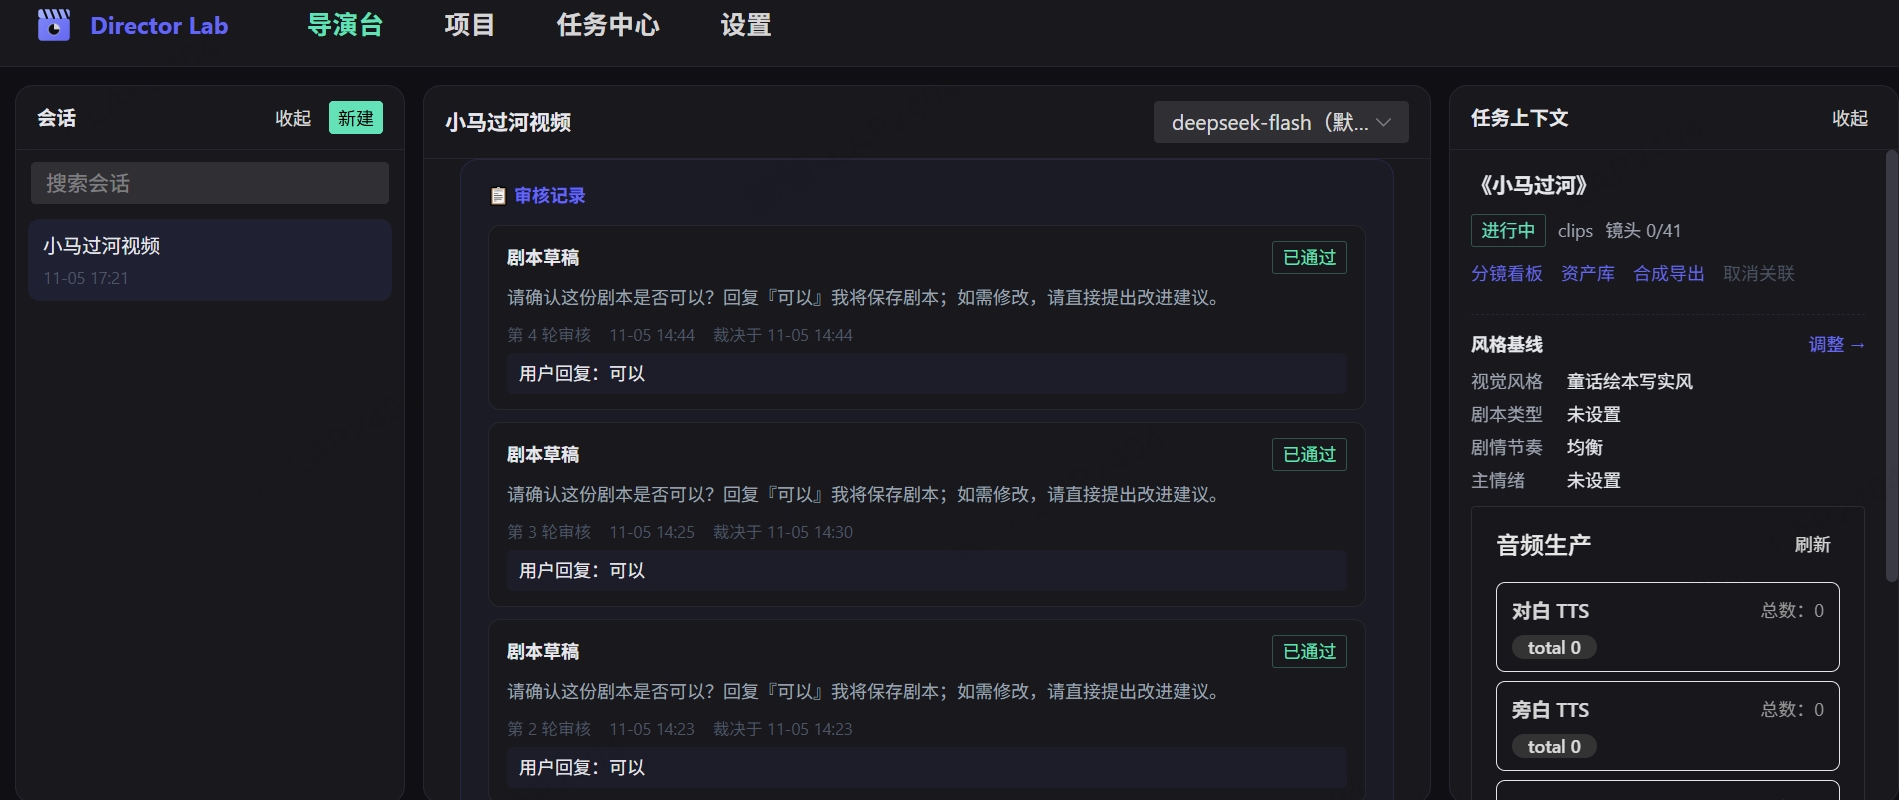 Director Lab 导演台 项目 任务中心 设置
会话 收起 新建
搜索会话
小马过河视频
11-05 17:21
小马过河视频 deepseek-flash（默...
📋 审核记录
剧本草稿 已通过
请确认这份剧本是否可以？回复『可以』我将保存剧本；如需修改，请直接提出改进建议。
第 4 轮审核 11-05 14:44 裁决于 11-05 14:44
用户回复：可以
剧本草稿 已通过
请确认这份剧本是否可以？回复『可以』我将保存剧本；如需修改，请直接提出改进建议。
第 3 轮审核 11-05 14:25 裁决于 11-05 14:30
用户回复：可以
剧本草稿 已通过
请确认这份剧本是否可以？回复『可以』我将保存剧本；如需修改，请直接提出改进建议。
第 2 轮审核 11-05 14:23 裁决于 11-05 14:23
用户回复：可以
任务上下文 收起
《小马过河》
进行中 clips 镜头 0/41
分镜看板 资产库 合成导出 取消关联
风格基线 调整 →
视觉风格 童话绘本写实风
剧本类型 未设置
剧情节奏 均衡
主情绪 未设置
音频生产 刷新
对白 TTS 总数：0
total 0
旁白 TTS 总数：0
total 0